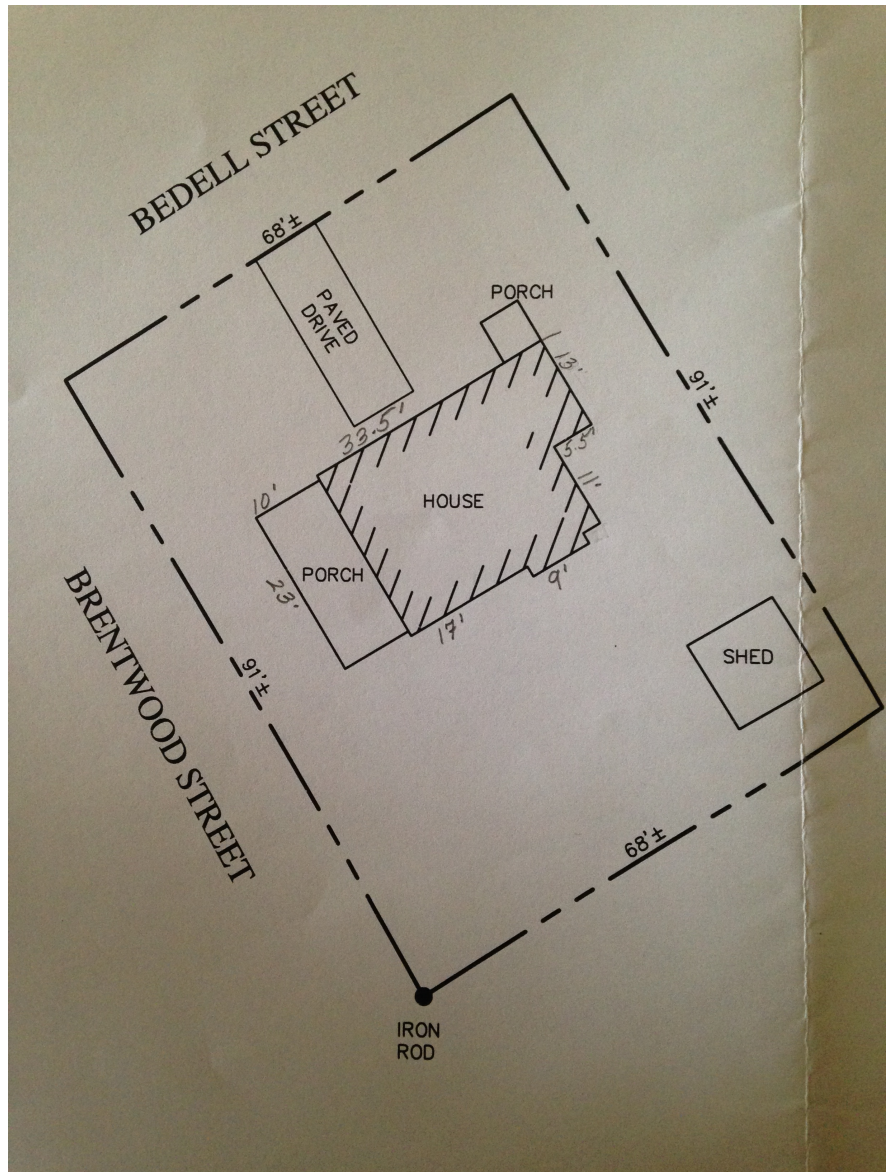 BEDELL STREET
68'±
PAVED
DRIVE
PORCH
13'
91'±
33.5'
5.5'
10'
HOUSE
11'
PORCH
23'
9'
17'
BRENTWOOD STREET
91'±
SHED
68'±
IRON
ROD